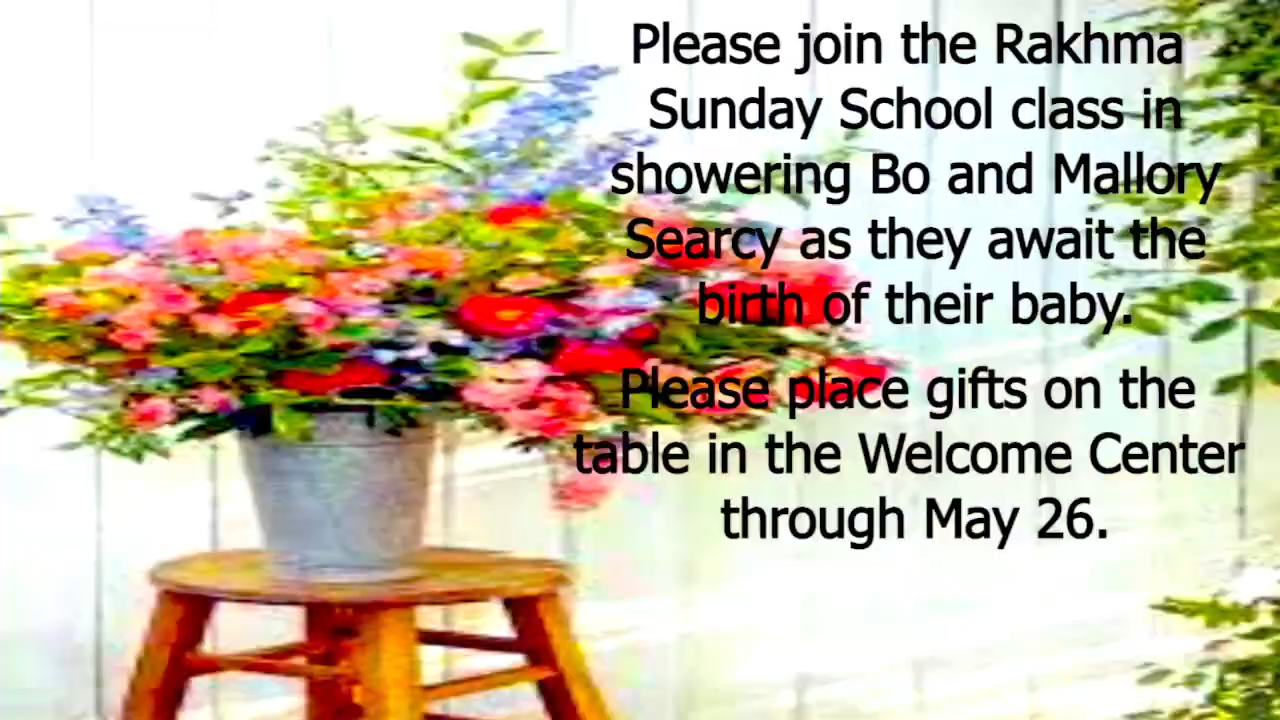 Please join the Rakhma
Sunday School class in
showering Bo and Mallory
Searcy as they await the
birth of their baby.
Please place gifts on the
table in the Welcome Center
through May 26.